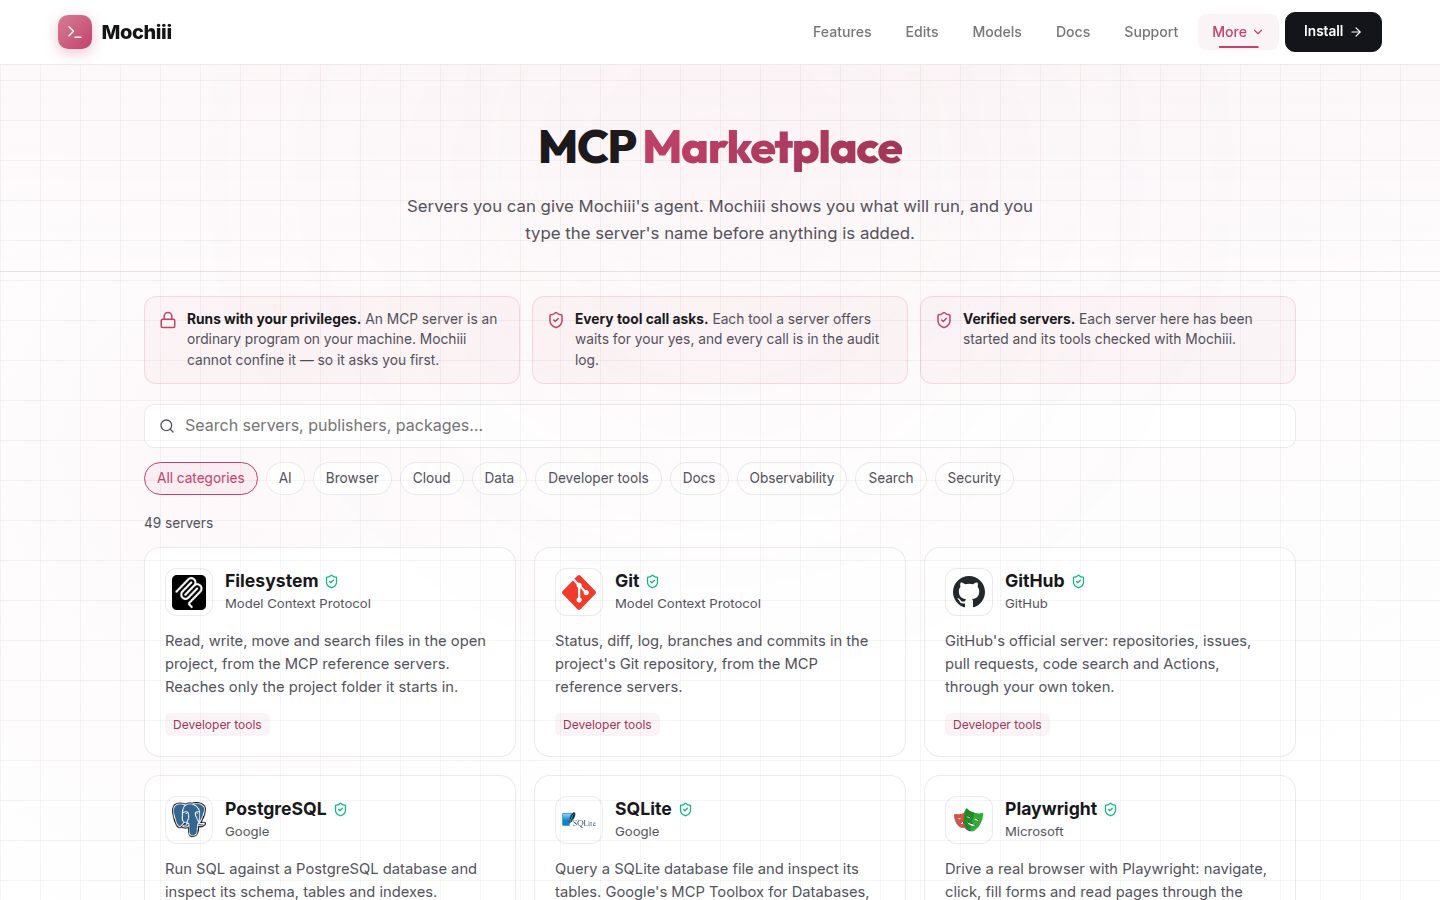 Mochiii
Features
Edits
Models
Docs
Support
More
Install →
MCP Marketplace
Servers you can give Mochiii's agent. Mochiii shows you what will run, and you
type the server's name before anything is added.
Runs with your privileges. An MCP server is an
ordinary program on your machine. Mochiii
cannot confine it — so it asks you first.
Every tool call asks. Each tool a server offers
waits for your yes, and every call is in the audit
log.
Verified servers. Each server here has been
started and its tools checked with Mochiii.
Search servers, publishers, packages...
All categories
AI
Browser
Cloud
Data
Developer tools
Docs
Observability
Search
Security
49 servers
Filesystem
Model Context Protocol
Read, write, move and search files in the open
project, from the MCP reference servers.
Reaches only the project folder it starts in.
Developer tools
Git
Model Context Protocol
Status, diff, log, branches and commits in the
project's Git repository, from the MCP
reference servers.
Developer tools
GitHub
GitHub
GitHub's official server: repositories, issues,
pull requests, code search and Actions,
through your own token.
Developer tools
PostgreSQL
Google
Run SQL against a PostgreSQL database and
inspect its schema, tables and indexes.
SQLite
SQLite
Google
Query a SQLite database file and inspect its
tables. Google's MCP Toolbox for Databases,
Playwright
Microsoft
Drive a real browser with Playwright: navigate,
click, fill forms and read pages through the